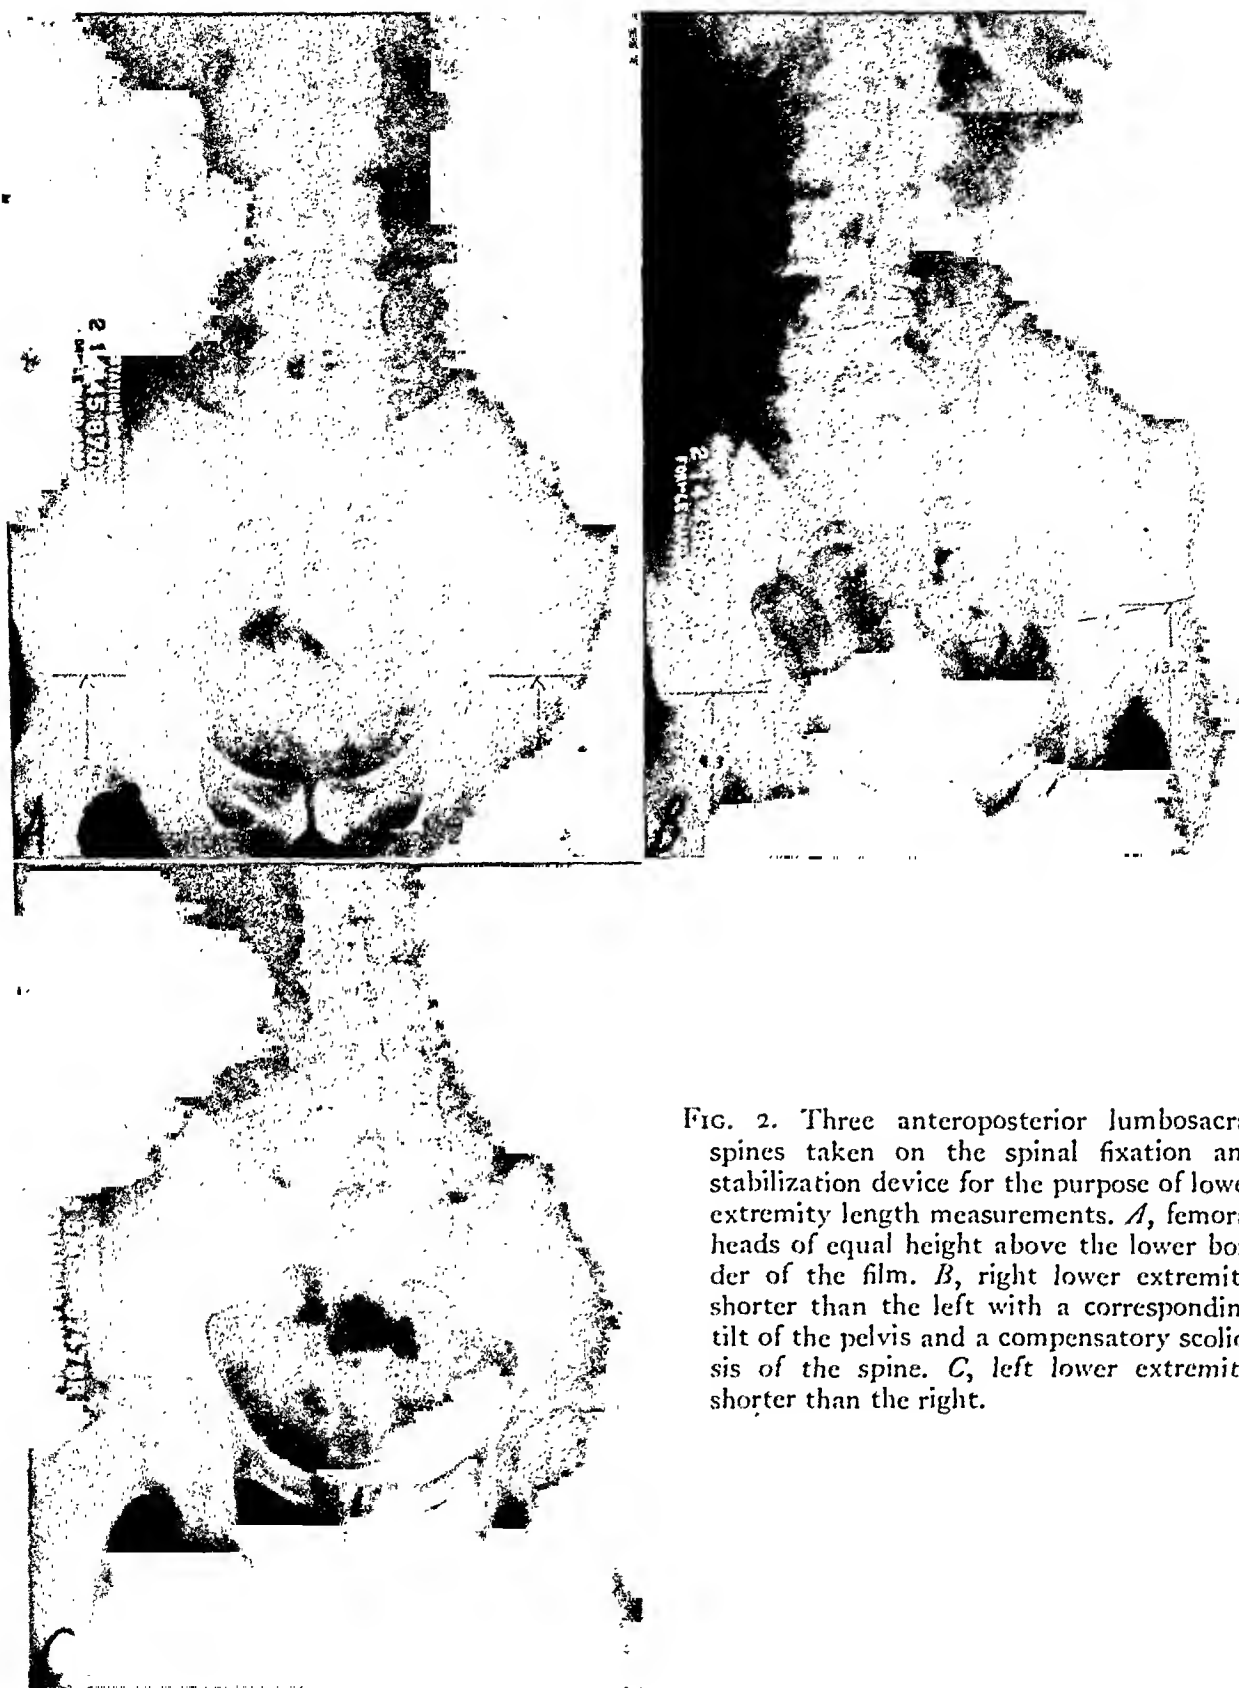 13.2
9.3
FIG. 2. Three anteroposterior lumbosacr
spines taken on the spinal fixation an
stabilization device for the purpose of lowe
extremity length measurements. A, femor
heads of equal height above the lower bor
der of the film. B, right lower extremit
shorter than the left with a correspondin
tilt of the pelvis and a compensatory scolio
sis of the spine. C, left lower extremit
shorter than the right.